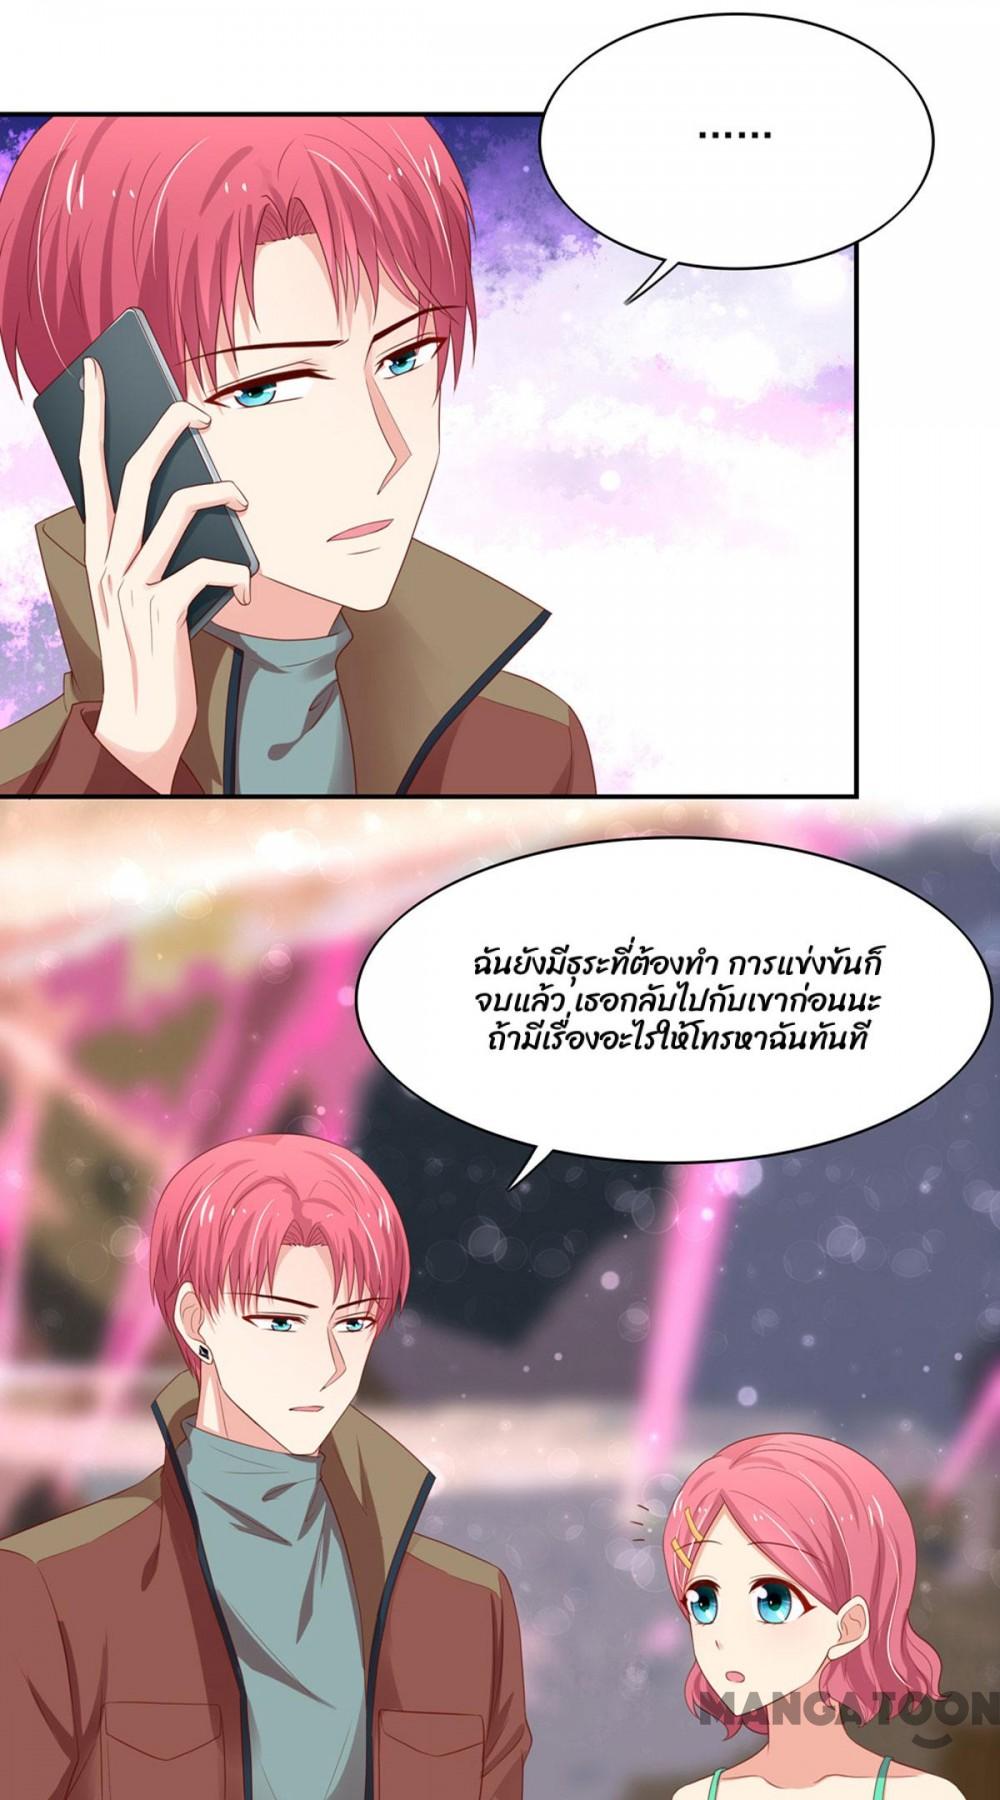 .......
ฉันยังมีธุระที่ต้องทำ การแข่งขันก็
จบแล้ว เธอกลับไปกับเขาก่อนนะ
ถ้ามีเรื่องอะไรให้โทรหาฉันทันที
MANGATOON